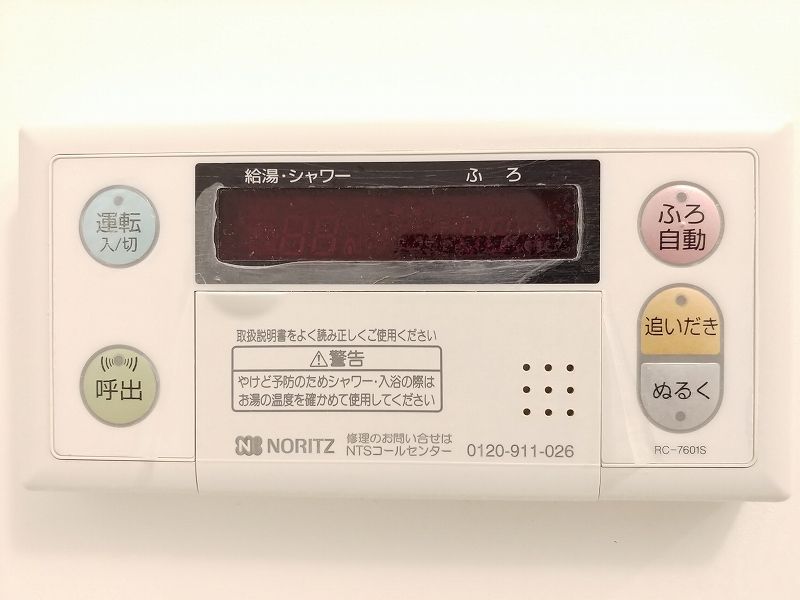 給湯・シャワー ふろ
運転
入/切
ふろ
自動
追いだき
ぬるく
呼出
取扱説明書をよく読み正しくご使用ください
⚠警告
やけど予防のためシャワー・入浴の際は
お湯の温度を確かめて使用してください
NORITZ
修理のお問い合せは
NTSコールセンター 0120-911-026
RC-7601S